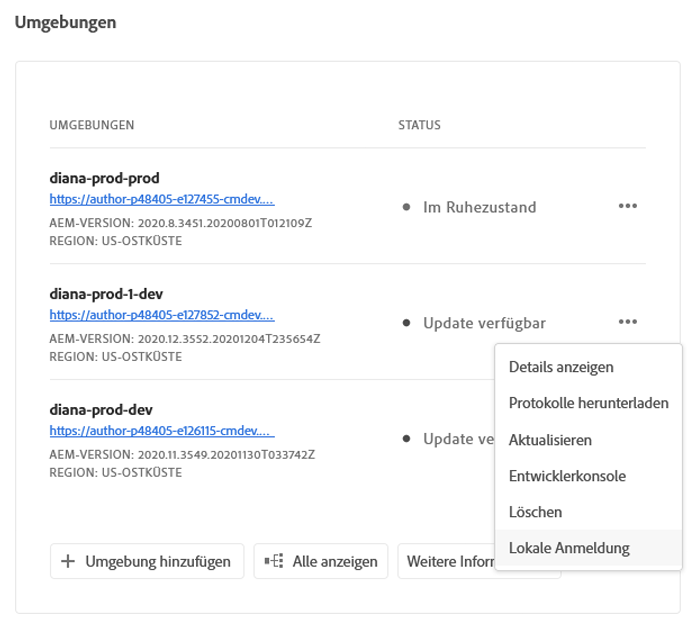 Umgebungen
UMGEBUNGEN STATUS
diana-prod-prod
https://author-p48405-e127455-cmdev....
AEM-VERSION: 2020.8.3451.20200801T012109Z
REGION: US-OSTKÜSTE
Im Ruhezustand •••
diana-prod-1-dev
https://author-p48405-e127852-cmdev....
AEM-VERSION: 2020.12.3552.20201204T235654Z
REGION: US-OSTKÜSTE
Update verfügbar •••
diana-prod-dev
https://author-p48405-e126115-cmdev....
AEM-VERSION: 2020.11.3549.20201130T033742Z
REGION: US-OSTKÜSTE
Update ve
Details anzeigen
Protokolle herunterladen
Aktualisieren
Entwicklerkonsole
Löschen
Lokale Anmeldung
Umgebung hinzufügen Alle anzeigen Weitere Infor